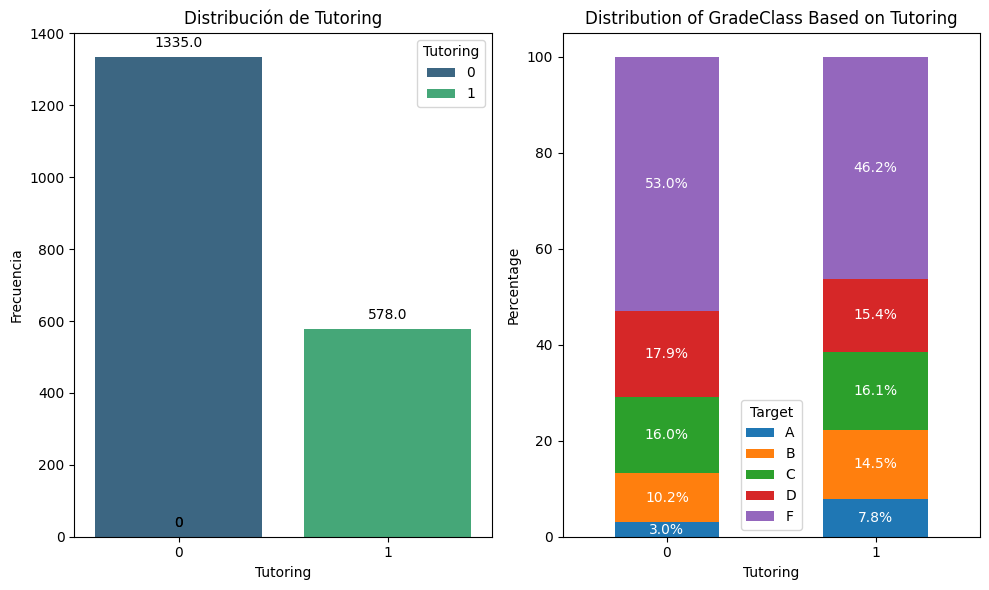 Distribución de Tutoring
1400
1200
1000
800
600
400
200
0
Frecuencia
1335.0
578.0
0
Tutoring
0
1
0
1
Tutoring
Distribution of GradeClass Based on Tutoring
100
80
60
40
20
0
Percentage
53.0%
17.9%
16.0%
10.2%
3.0%
46.2%
15.4%
16.1%
14.5%
7.8%
Target
A
B
C
D
F
0
1
Tutoring